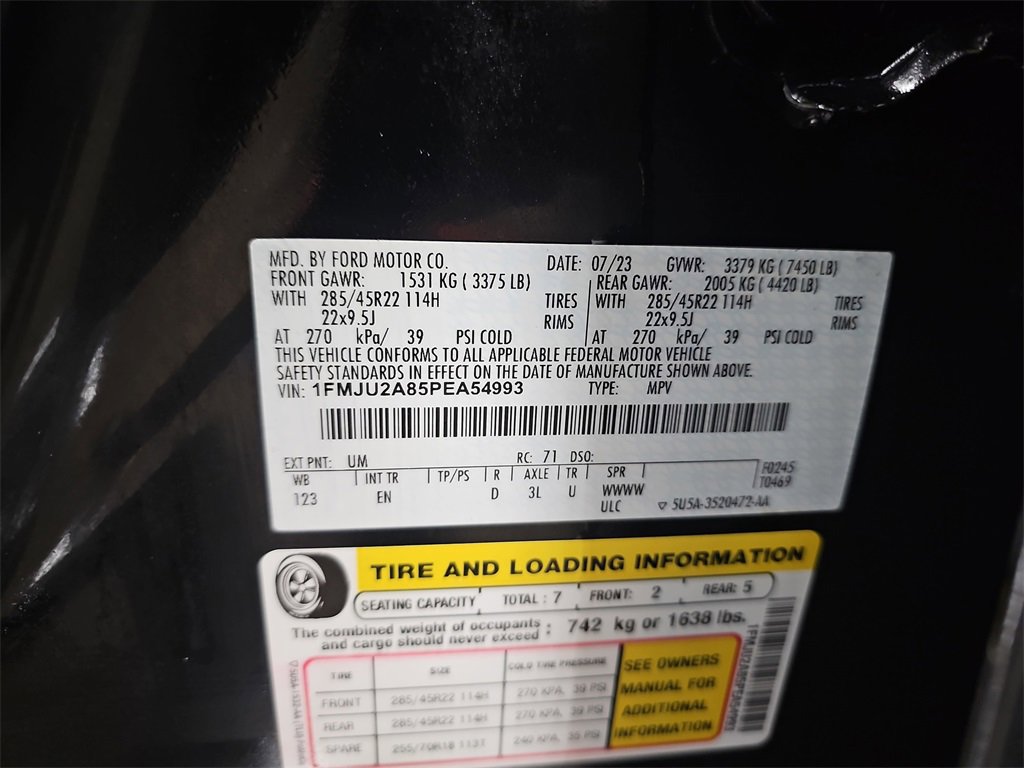 MFD. BY FORD MOTOR CO. DATE: 07/23 GVWR: 3379 KG ( 7450 LB)
FRONT GAWR: 1531 KG ( 3375 LB) REAR GAWR: 2005 KG ( 4420 LB)
WITH 285/45R22 114H TIRES WITH 285/45R22 114H TIRES
22x9.5J RIMS 22x9.5J RIMS
AT 270 kPa/ 39 PSI COLD AT 270 kPa/ 39 PSI COLD
THIS VEHICLE CONFORMS TO ALL APPLICABLE FEDERAL MOTOR VEHICLE
SAFETY STANDARDS IN EFFECT ON THE DATE OF MANUFACTURE SHOWN ABOVE.
VIN: 1FMJU2A85PEA54993 TYPE: MPV
EXT PNT: UM RC: 71 DSO:
WB INT TR TP/PS R AXLE TR SPR F0245
123 EN D 3L U WWWW T0469
ULC 5U5A-3520472-AA
TIRE AND LOADING INFORMATION
SEATING CAPACITY TOTAL : 7 FRONT: 2 REAR: 5
The combined weight of occupants and cargo should never exceed : 742 kg or 1638 lbs.
TIRE SIZE COLD TIRE PRESSURE
FRONT 285/45R22 114H 270 KPA, 39 PSI
REAR 285/45R22 114H 270 KPA, 39 PSI
SPARE 255/70R18 113T 240 KPA, 35 PSI
SEE OWNERS
MANUAL FOR
ADDITIONAL
INFORMATION
1FMJU2A85PEA54993